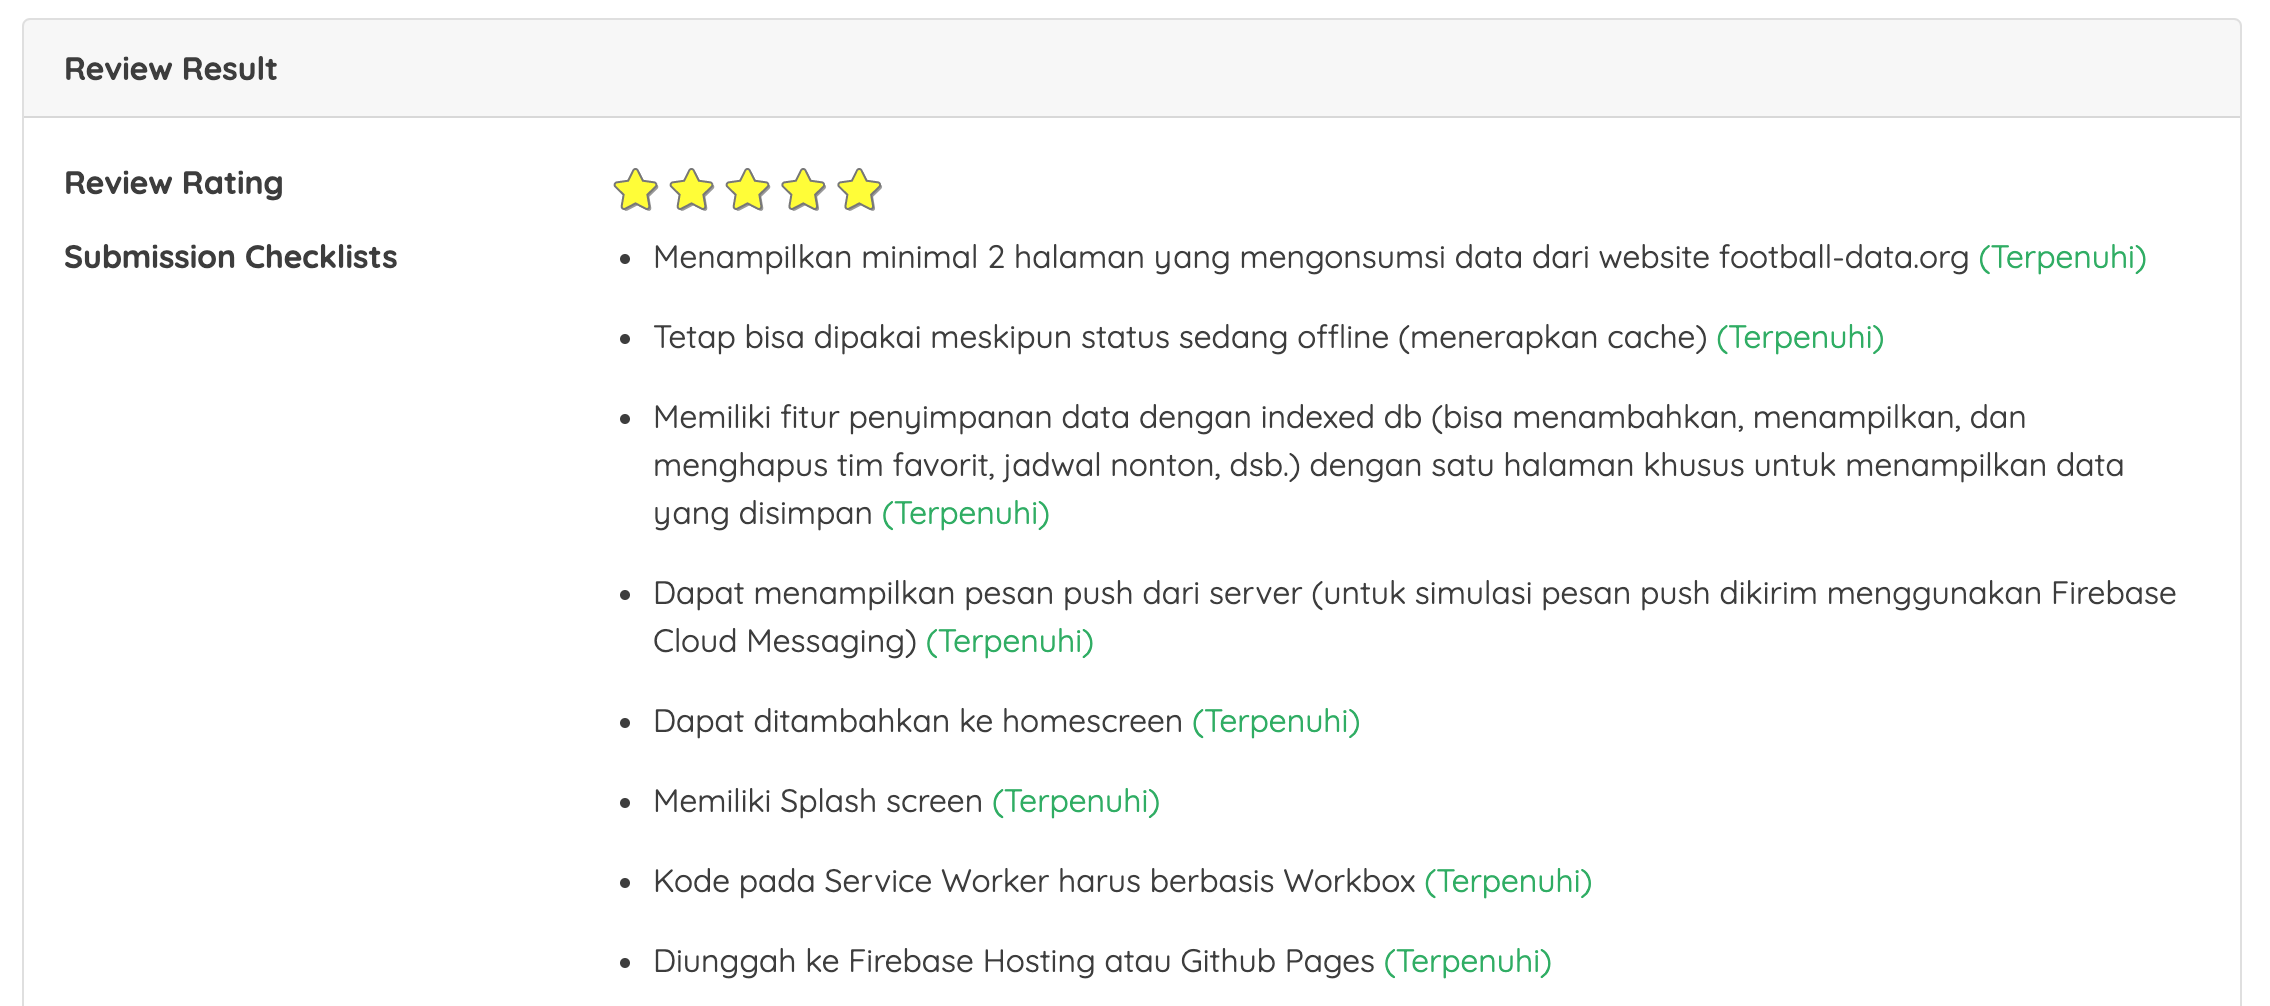 Review Result
Review Rating
Submission Checklists
• Menampilkan minimal 2 halaman yang mengonsumsi data dari website football-data.org (Terpenuhi)
• Tetap bisa dipakai meskipun status sedang offline (menerapkan cache) (Terpenuhi)
• Memiliki fitur penyimpanan data dengan indexed db (bisa menambahkan, menampilkan, dan
menghapus tim favorit, jadwal nonton, dsb.) dengan satu halaman khusus untuk menampilkan data
yang disimpan (Terpenuhi)
• Dapat menampilkan pesan push dari server (untuk simulasi pesan push dikirim menggunakan Firebase
Cloud Messaging) (Terpenuhi)
• Dapat ditambahkan ke homescreen (Terpenuhi)
• Memiliki Splash screen (Terpenuhi)
• Kode pada Service Worker harus berbasis Workbox (Terpenuhi)
• Diunggah ke Firebase Hosting atau Github Pages (Terpenuhi)